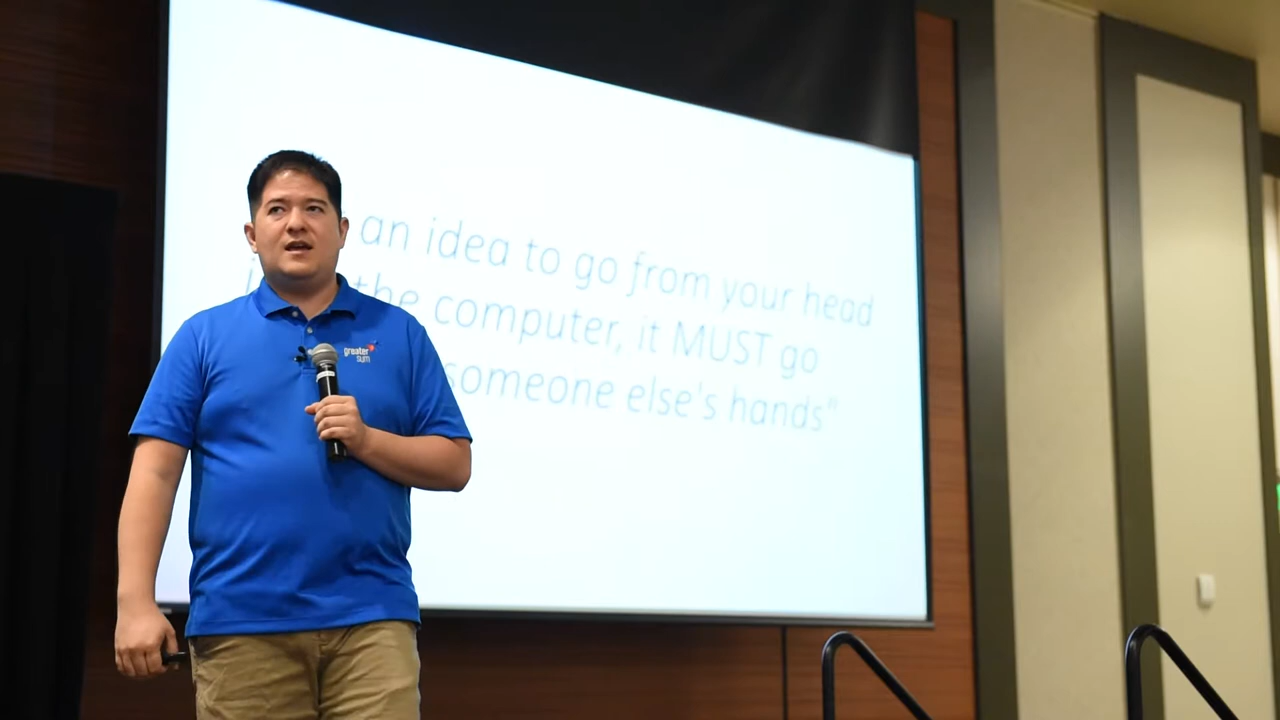 an idea to go from your head
the computer, it MUST go
someone else's hands"
greater
sum